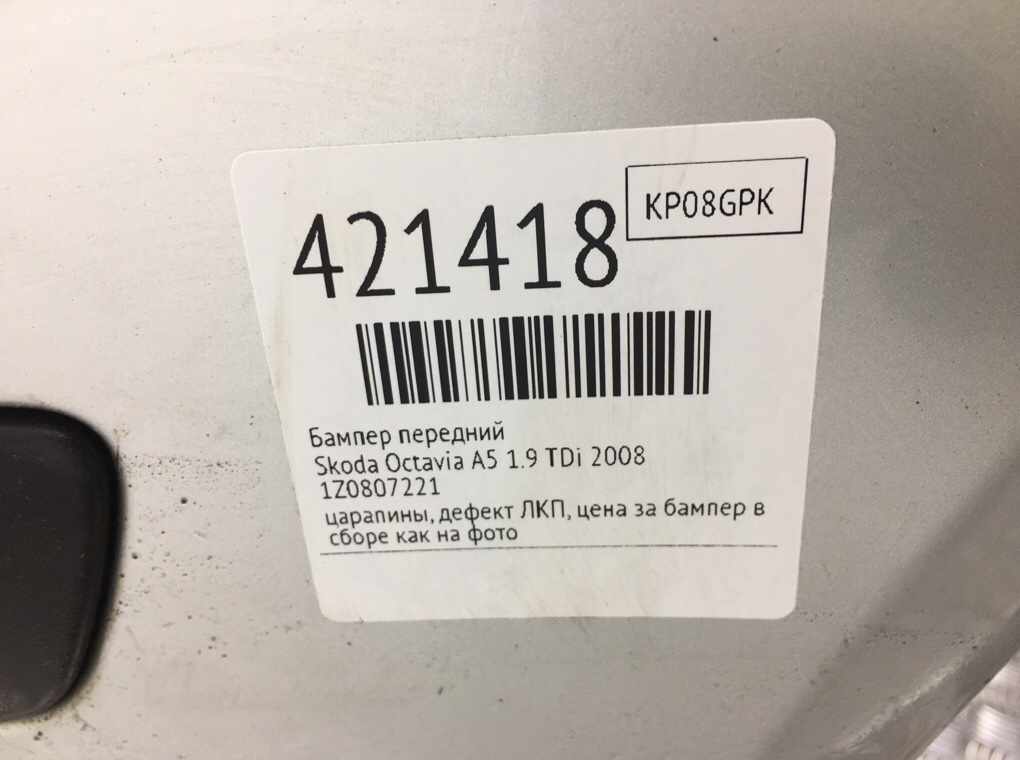 421418
KP08GPK
Бампер передний
Skoda Octavia A5 1.9 TDi 2008
1Z0807221
царапины, дефект ЛКП, цена за бампер в
сборе как на фото